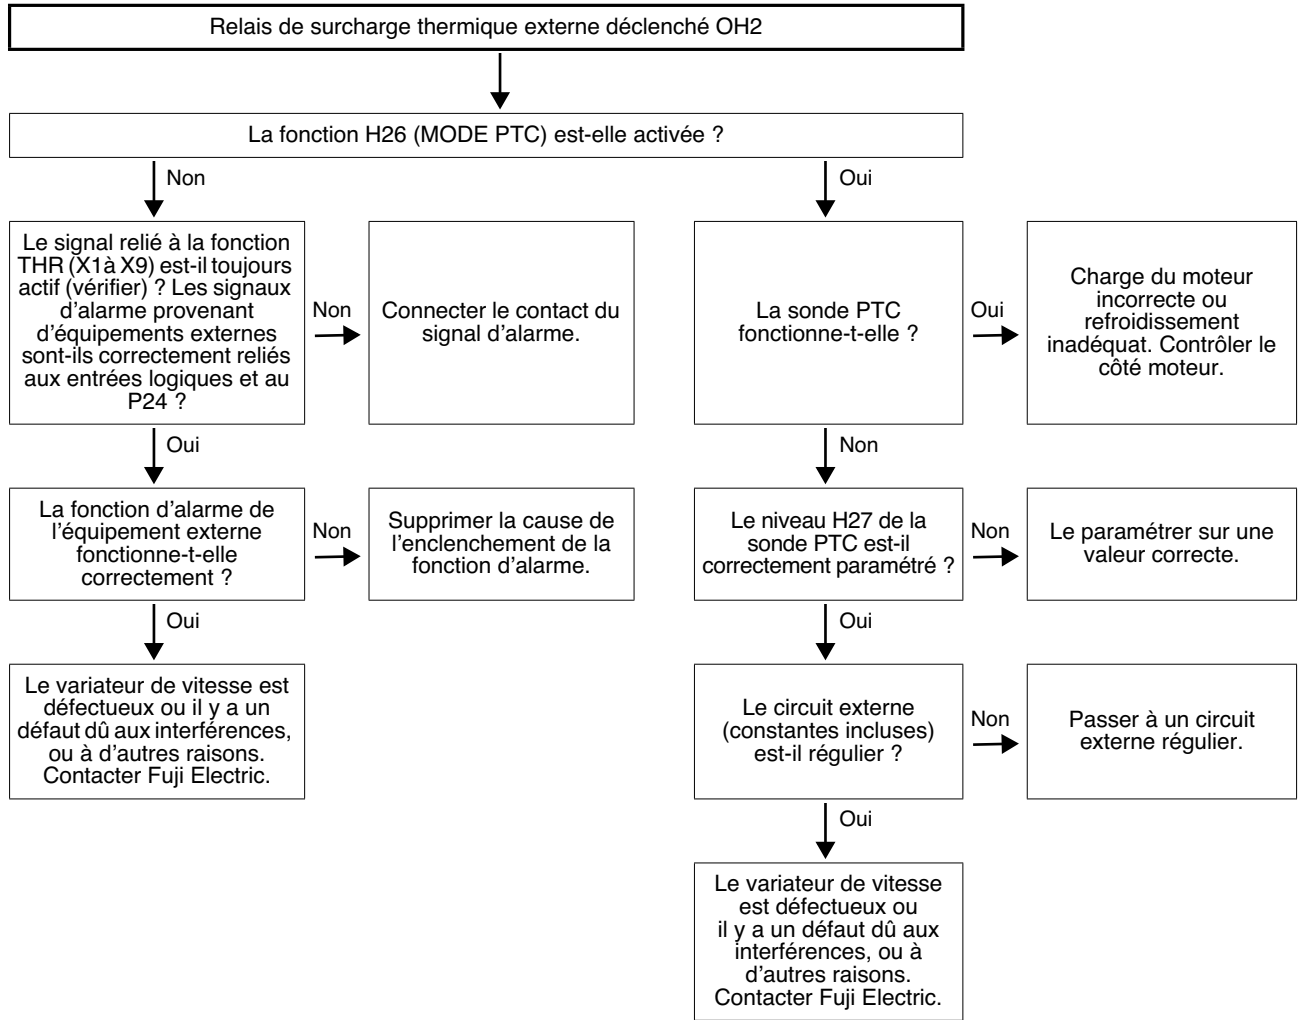 Relais de surcharge thermique externe déclenché OH2
La fonction H26 (MODE PTC) est-elle activée ?
Non
Oui
Le signal relié à la fonction
THR (X1à X9) est-il toujours
actif (vérifier) ? Les signaux
d'alarme provenant
d'équipements externes
sont-ils correctement reliés
aux entrées logiques et au
P24 ?
Non
Connecter le contact du
signal d'alarme.
La sonde PTC
fonctionne-t-elle ?
Oui
Charge du moteur
incorrecte ou
refroidissement
inadéquat. Contrôler le
côté moteur.
Oui
Non
La fonction d'alarme de
l'équipement externe
fonctionne-t-elle
correctement ?
Non
Supprimer la cause de
l'enclenchement de la
fonction d'alarme.
Le niveau H27 de la
sonde PTC est-il
correctement paramétré ?
Non
Le paramétrer sur une
valeur correcte.
Oui
Oui
Le variateur de vitesse est
défectueux ou il y a un
défaut dû aux interférences,
ou à d'autres raisons.
Contacter Fuji Electric.
Le circuit externe
(constantes incluses)
est-il régulier ?
Non
Passer à un circuit
externe régulier.
Oui
Le variateur de vitesse
est défectueux ou
il y a un défaut dû aux
interférences, ou à
d'autres raisons.
Contacter Fuji Electric.